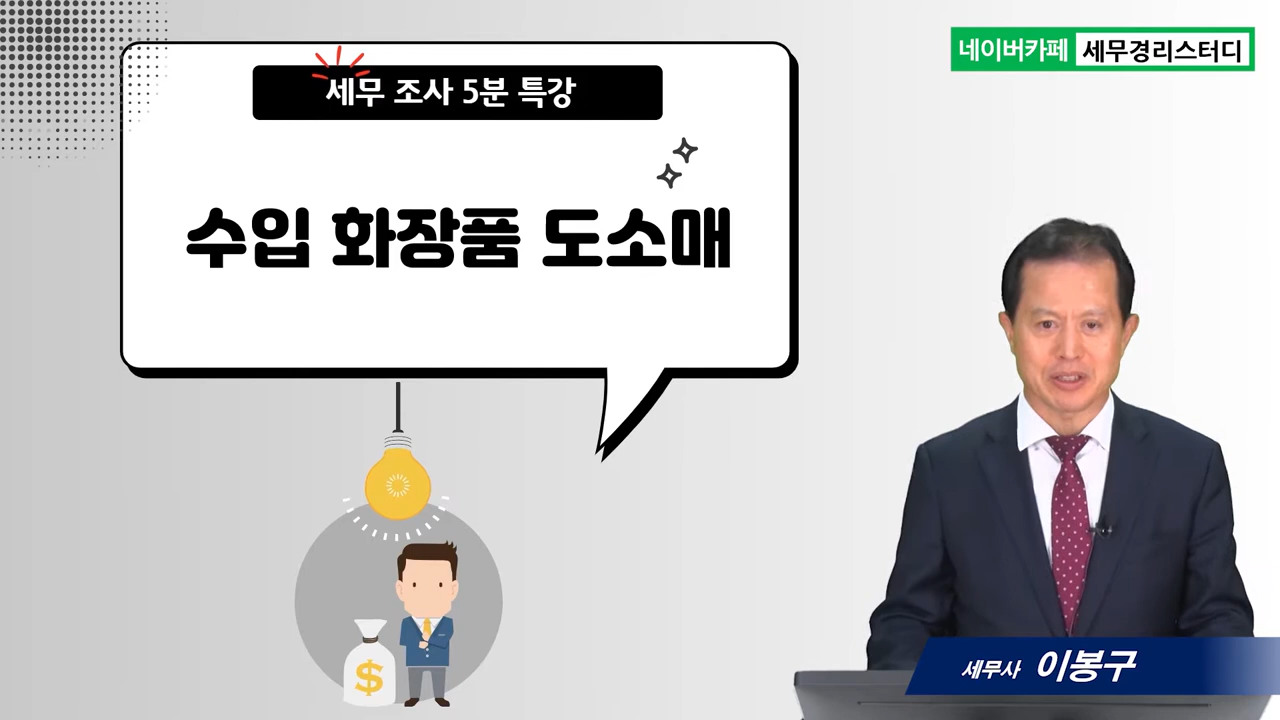 네이버카페 세무경리스터디
세무 조사 5분 특강
수입 화장품 도소매
$
세무사 이봉구